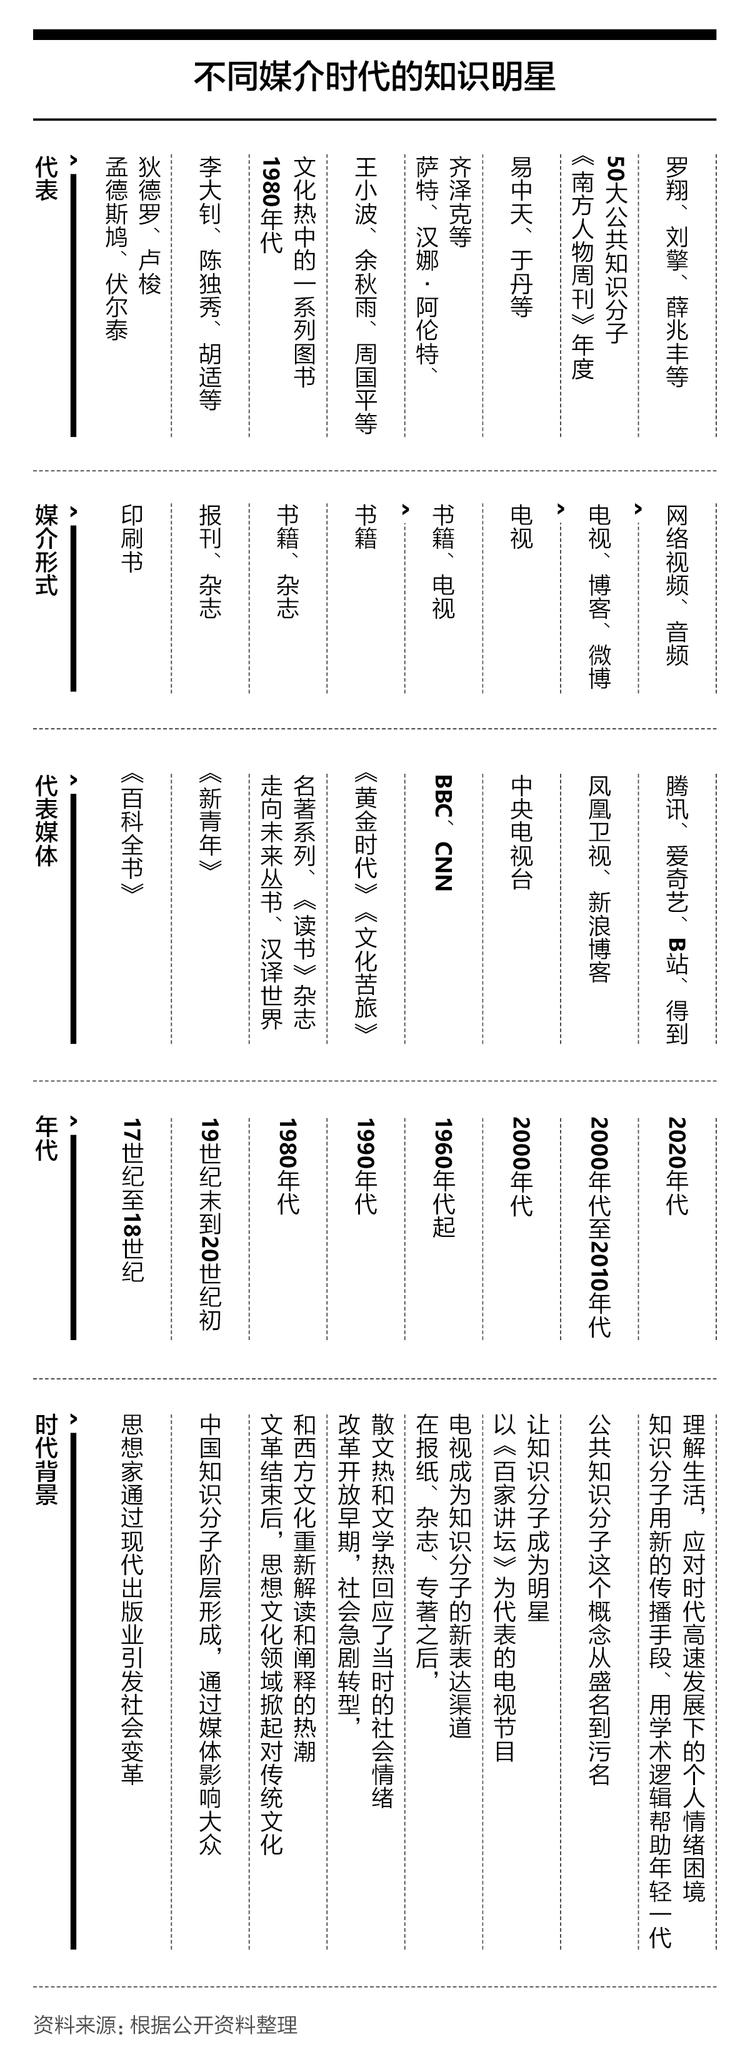 不同媒介时代的知识明星
代表
孟德斯鸠、伏尔泰
狄德罗、卢梭
李大钊、陈独秀、胡适等
1980年代
文化热中的一系列图书
王小波、余秋雨、周国平等
萨特、汉娜·阿伦特、
齐泽克等
易中天、于丹等
《南方人物周刊》年度
50大公共知识分子
罗翔、刘擎、薛兆丰等
媒介形式
印刷书
报刊、杂志
书籍、杂志
书籍
书籍、电视
电视
电视、博客、微博
网络视频、音频
代表媒体
《百科全书》
《新青年》
走向未来丛书、汉译世界
名著系列、《读书》杂志
《黄金时代》《文化苦旅》
BBC、CNN
中央电视台
凤凰卫视、新浪博客
腾讯、爱奇艺、B站、得到
年代
17世纪至18世纪
19世纪末到20世纪初
1980年代
1990年代
1960年代起
2000年代
2000年代至2010年代
2020年代
时代背景
思想家通过现代出版业引发社会变革
中国知识分子阶层形成，通过媒体影响大众
文革结束后，思想文化领域掀起对传统文化
和西方文化重新解读和阐释的热潮
改革开放早期，社会急剧转型，
散文热和文学热回应了当时的社会情绪
在报纸、杂志、专著之后，
电视成为知识分子的新表达渠道
以《百家讲坛》为代表的电视节目
让知识分子成为明星
公共知识分子这个概念从盛名到污名
知识分子用新的传播手段、用学术逻辑帮助年轻一代
理解生活，应对时代高速发展下的个人情绪困境
资料来源：根据公开资料整理